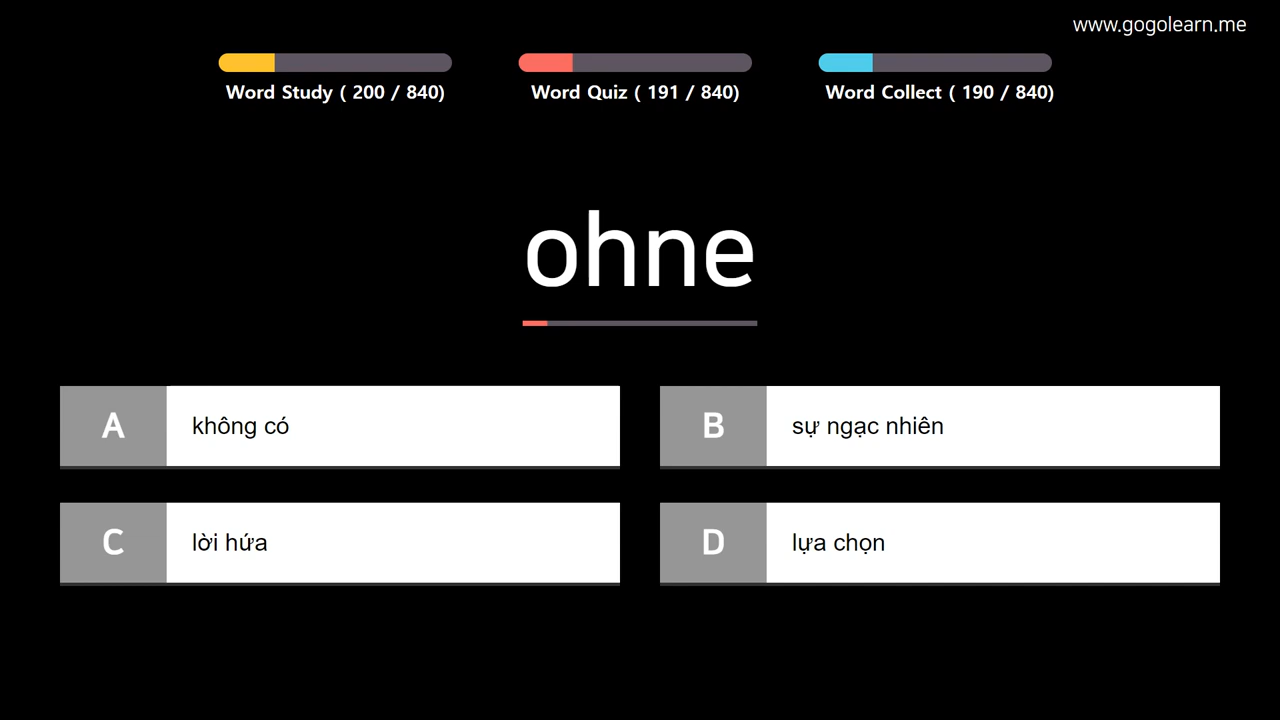 www.gogolearn.me
Word Study ( 200 / 840)
Word Quiz ( 191 / 840)
Word Collect ( 190 / 840)
ohne
A không có
B sự ngạc nhiên
C lời hứa
D lựa chọn